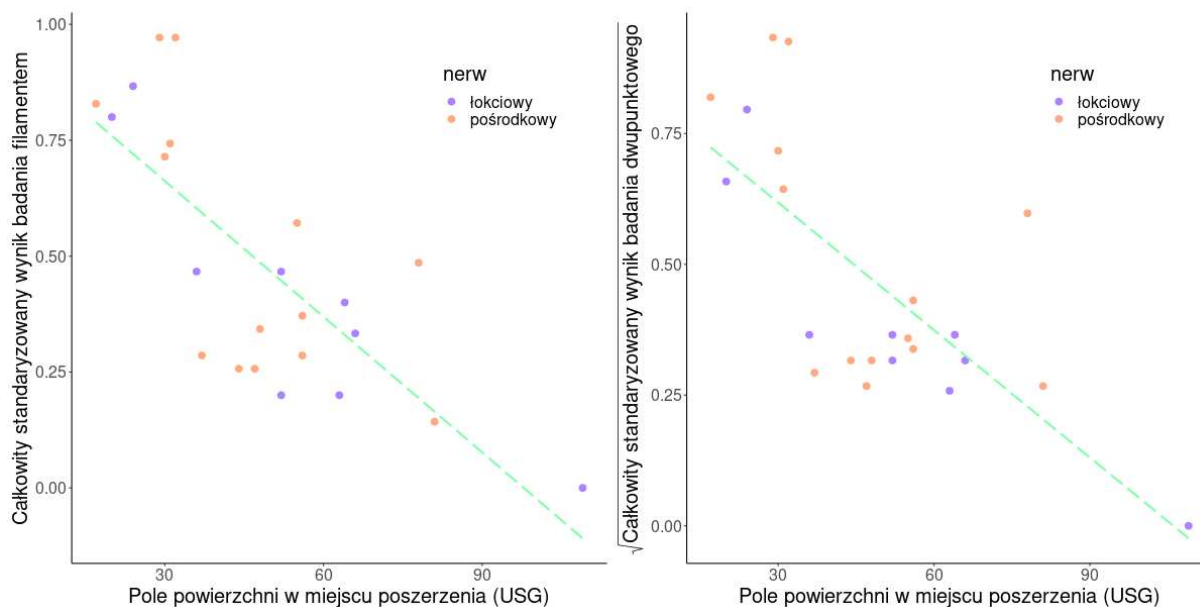 Całkowity standaryzowany wynik badania filamentem
1.00
0.75
0.50
0.25
0.00
nerw
łokciowy
pośrodkowy
30
60
90
Pole powierzchni w miejscu poszerzenia (USG)
√Całkowity standaryzowany wynik badania dwupunktowego
0.75
0.50
0.25
0.00
nerw
łokciowy
pośrodkowy
30
60
90
Pole powierzchni w miejscu poszerzenia (USG)